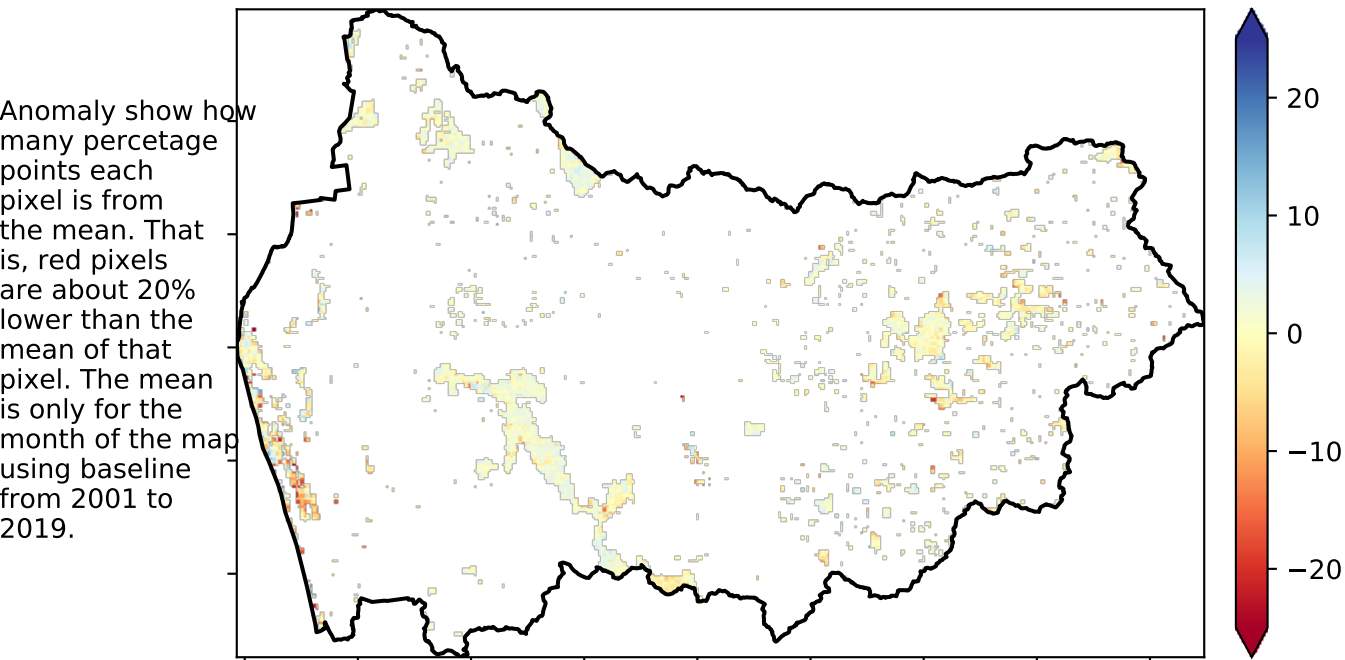 Anomaly show how
many percetage
points each
pixel is from
the mean. That
is, red pixels
are about 20%
lower than the
mean of that
pixel. The mean
is only for the
month of the map
using baseline
from 2001 to
2019.
20
10
0
−10
−20